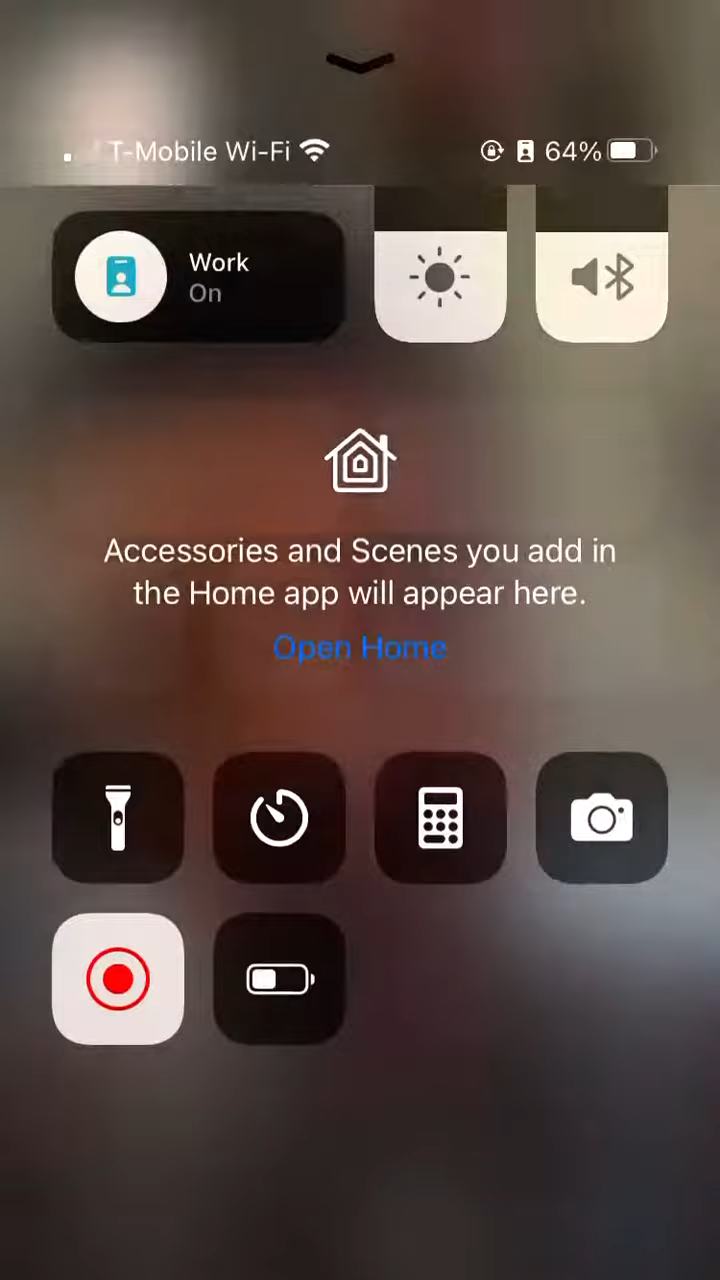 T-Mobile Wi-Fi 64%
Work
On
Accessories and Scenes you add in
the Home app will appear here.
Open Home